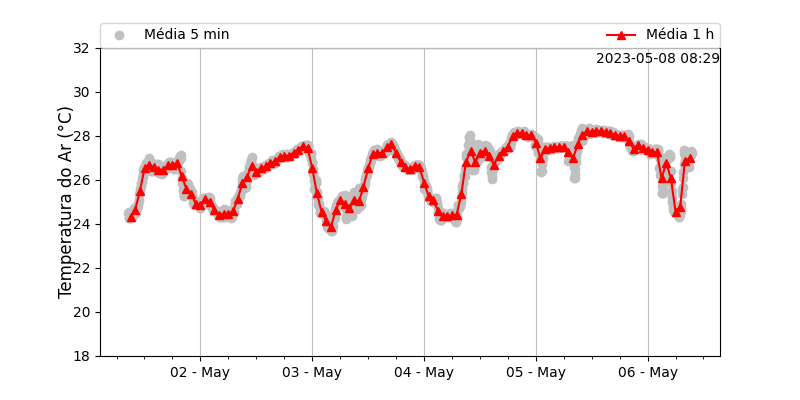 Média 5 min
Média 1 h
2023-05-08 08:29
Temperatura do Ar (°C)
32
30
28
26
24
22
20
18
02 - May
03 - May
04 - May
05 - May
06 - May